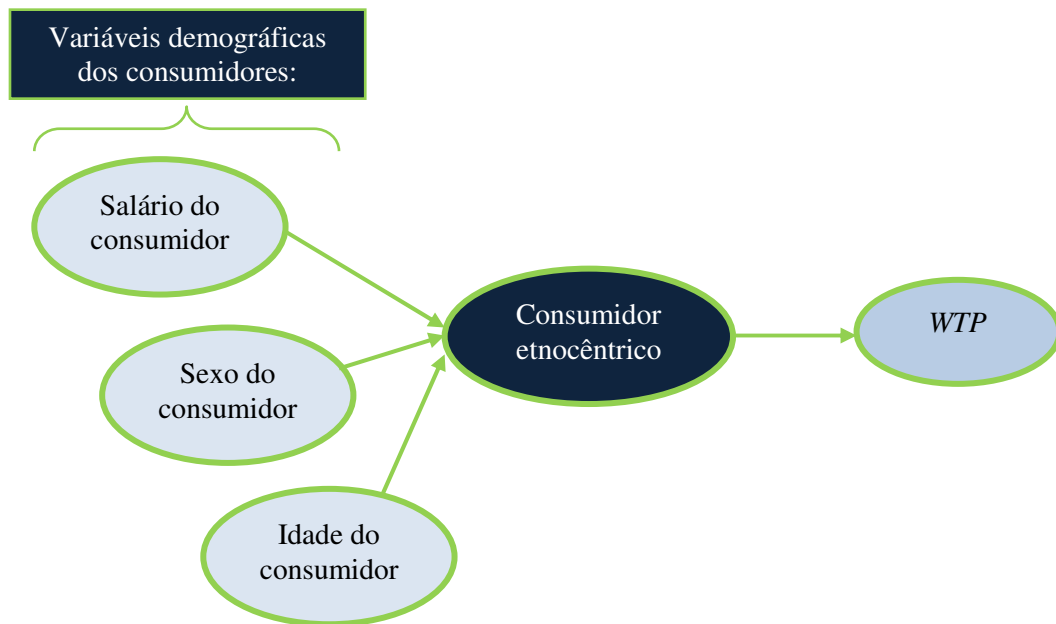 Variáveis demográficas
dos consumidores:
Salário do
consumidor
Sexo do
consumidor
Idade do
consumidor
Consumidor
etnocêntrico
WTP